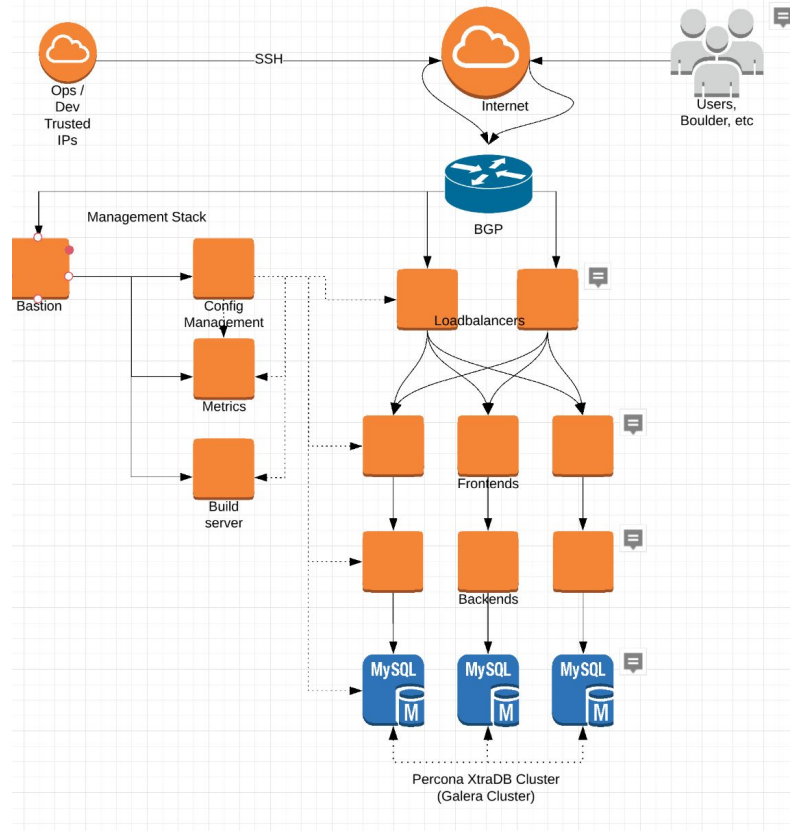 SSH
Ops /
Dev
Trusted
IPs
Internet
Users,
Boulder, etc
BGP
Management Stack
Bastion
Config
Management
Loadbalancers
Metrics
Frontends
Build
server
Backends
MySQL
M
MySQL
M
MySQL
M
Percona XtraDB Cluster
(Galera Cluster)